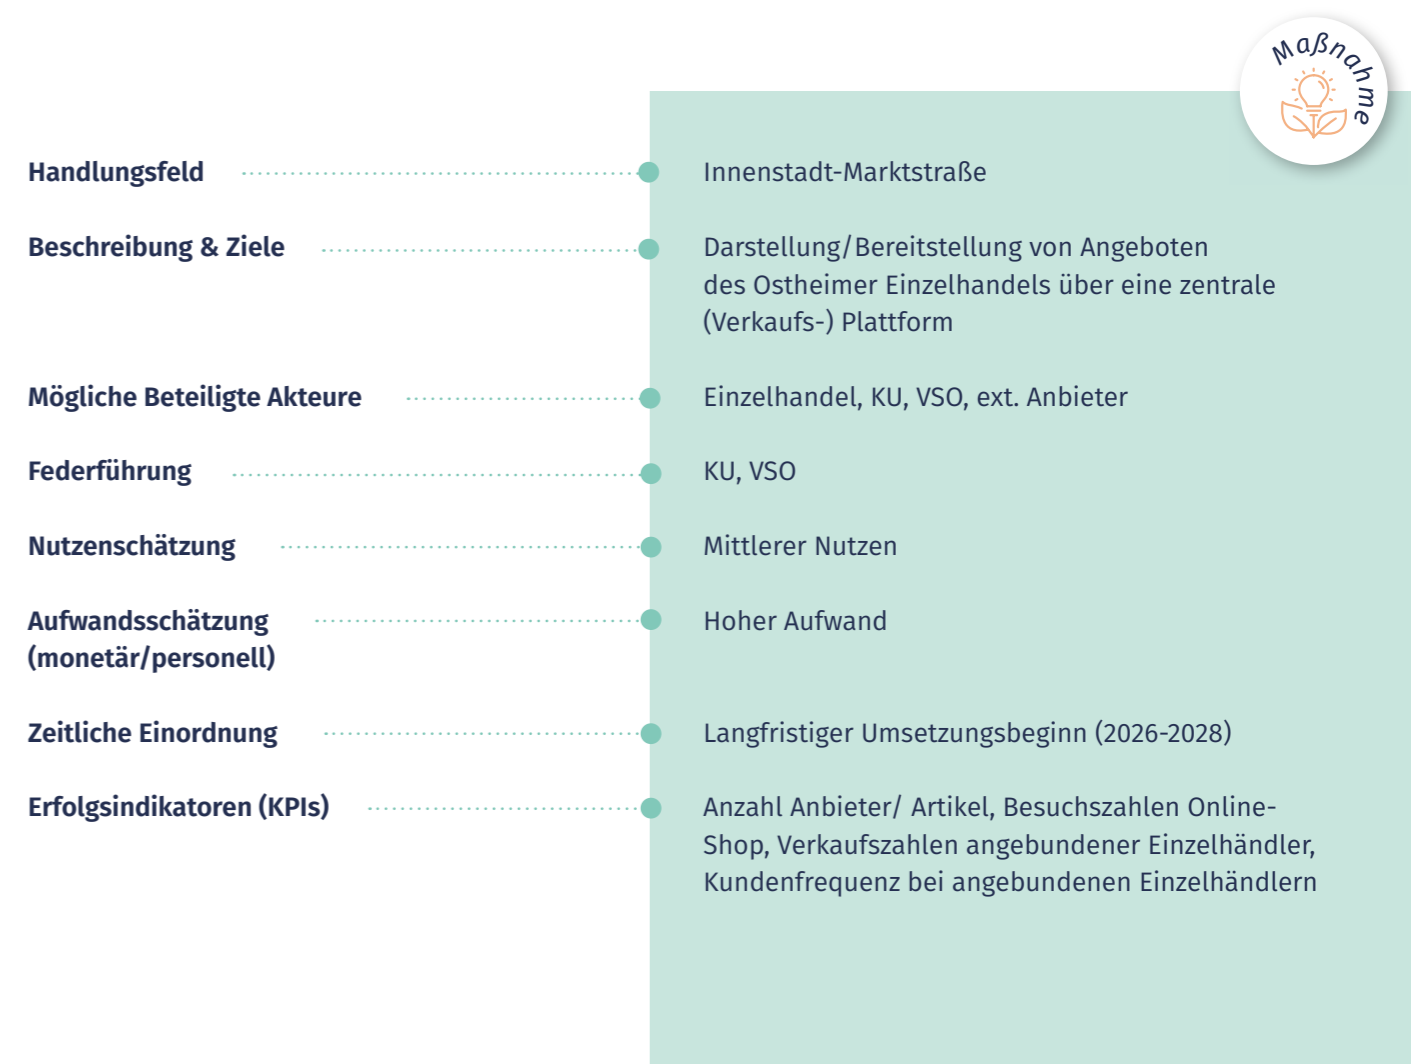 Maßnahme
Handlungsfeld Innenstadt-Marktstraße
Beschreibung & Ziele Darstellung/Bereitstellung von Angeboten
des Ostheimer Einzelhandels über eine zentrale
(Verkaufs-) Plattform
Mögliche Beteiligte Akteure Einzelhandel, KU, VSO, ext. Anbieter
Federführung KU, VSO
Nutzenschätzung Mittlerer Nutzen
Aufwandsschätzung Hoher Aufwand
(monetär/personell)
Zeitliche Einordnung Langfristiger Umsetzungsbeginn (2026-2028)
Erfolgsindikatoren (KPIs) Anzahl Anbieter/ Artikel, Besuchszahlen Online-
Shop, Verkaufszahlen angebundener Einzelhändler,
Kundenfrequenz bei angebundenen Einzelhändlern